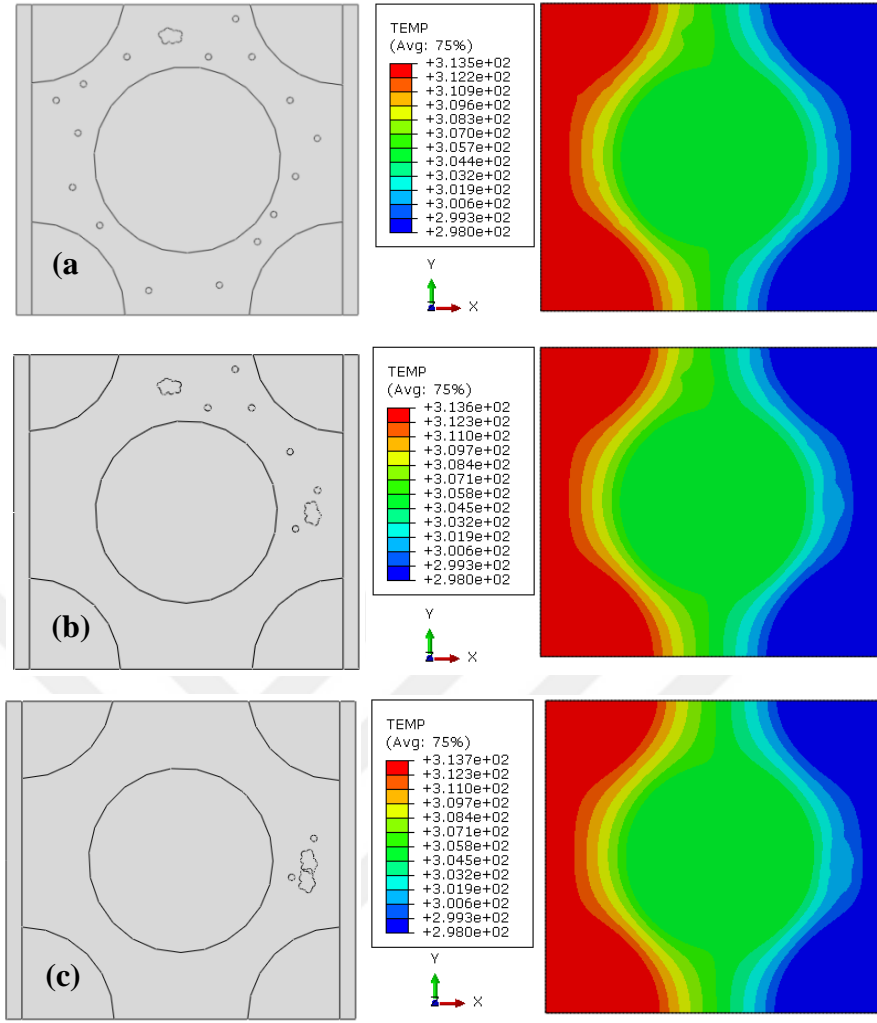 (a
TEMP
(Avg: 75%)
+3.135e+02
+3.122e+02
+3.109e+02
+3.096e+02
+3.083e+02
+3.070e+02
+3.057e+02
+3.044e+02
+3.032e+02
+3.019e+02
+3.006e+02
+2.993e+02
+2.980e+02
Y
X
(b)
TEMP
(Avg: 75%)
+3.136e+02
+3.123e+02
+3.110e+02
+3.097e+02
+3.084e+02
+3.071e+02
+3.058e+02
+3.045e+02
+3.032e+02
+3.019e+02
+3.006e+02
+2.993e+02
+2.980e+02
Y
X
(c)
TEMP
(Avg: 75%)
+3.137e+02
+3.123e+02
+3.110e+02
+3.097e+02
+3.084e+02
+3.071e+02
+3.058e+02
+3.045e+02
+3.032e+02
+3.019e+02
+3.006e+02
+2.993e+02
+2.980e+02
Y
X